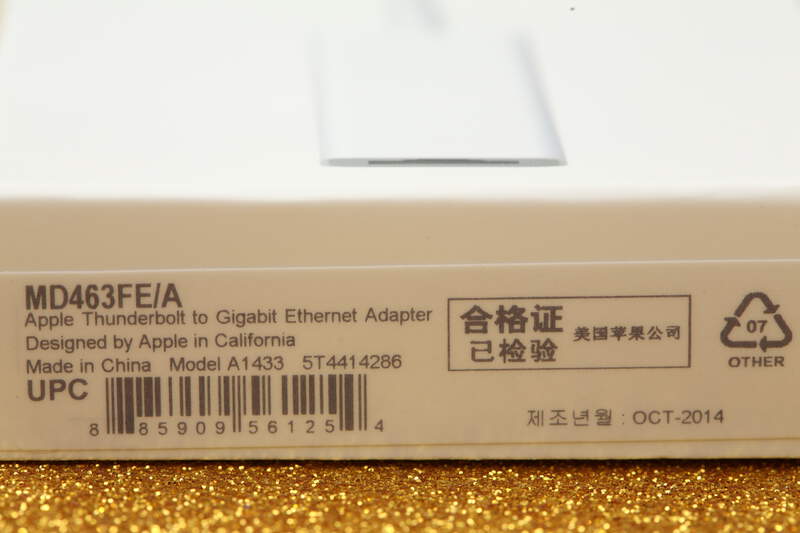 MD463FE/A
Apple Thunderbolt to Gigabit Ethernet Adapter
Designed by Apple in California
Made in China Model A1433 5T4414286
UPC
8 85909 56125 4
合格证
已检验
美国苹果公司
07
OTHER
제조년월 : OCT-2014